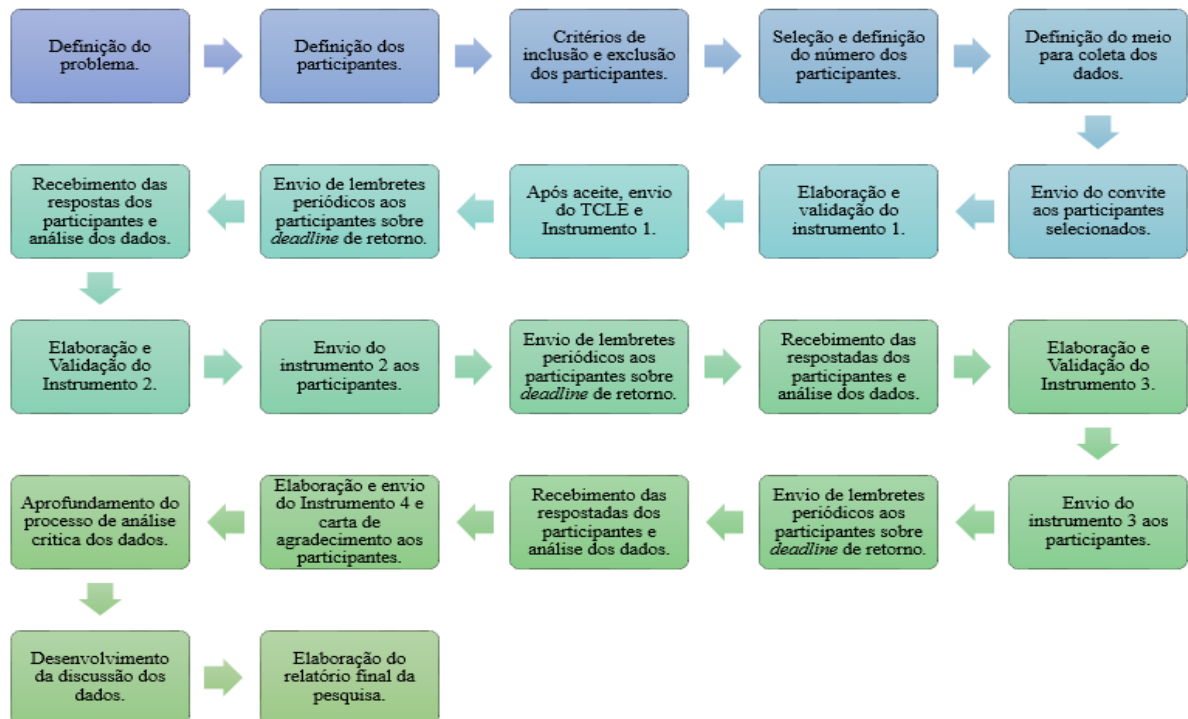 Definição do
problema.
Definição dos
participantes.
Critérios de
inclusão e exclusão
dos participantes.
Seleção e definição
do número dos
participantes.
Definição do meio
para coleta dos
dados.
Envio do convite
aos participantes
selecionados.
Elaboração e
validação do
instrumento 1.
Após aceite, envio
do TCLE e
Instrumento 1.
Envio de lembretes
periódicos aos
participantes sobre
deadline de retorno.
Recebimento das
respostas dos
participantes e
análise dos dados.
Elaboração e
Validação do
Instrumento 2.
Envio do
instrumento 2 aos
participantes.
Envio de lembretes
periódicos aos
participantes sobre
deadline de retorno.
Recebimento das
respostadas dos
participantes e
análise dos dados.
Elaboração e
Validação do
Instrumento 3.
Envio do
instrumento 3 aos
participantes.
Envio de lembretes
periódicos aos
participantes sobre
deadline de retorno.
Recebimento das
respostadas dos
participantes e
análise dos dados.
Elaboração e envio
do Instrumento 4 e
carta de
agradecimento aos
participantes.
Aprofundamento do
processo de análise
critica dos dados.
Desenvolvimento
da discussão dos
dados.
Elaboração do
relatório final da
pesquisa.